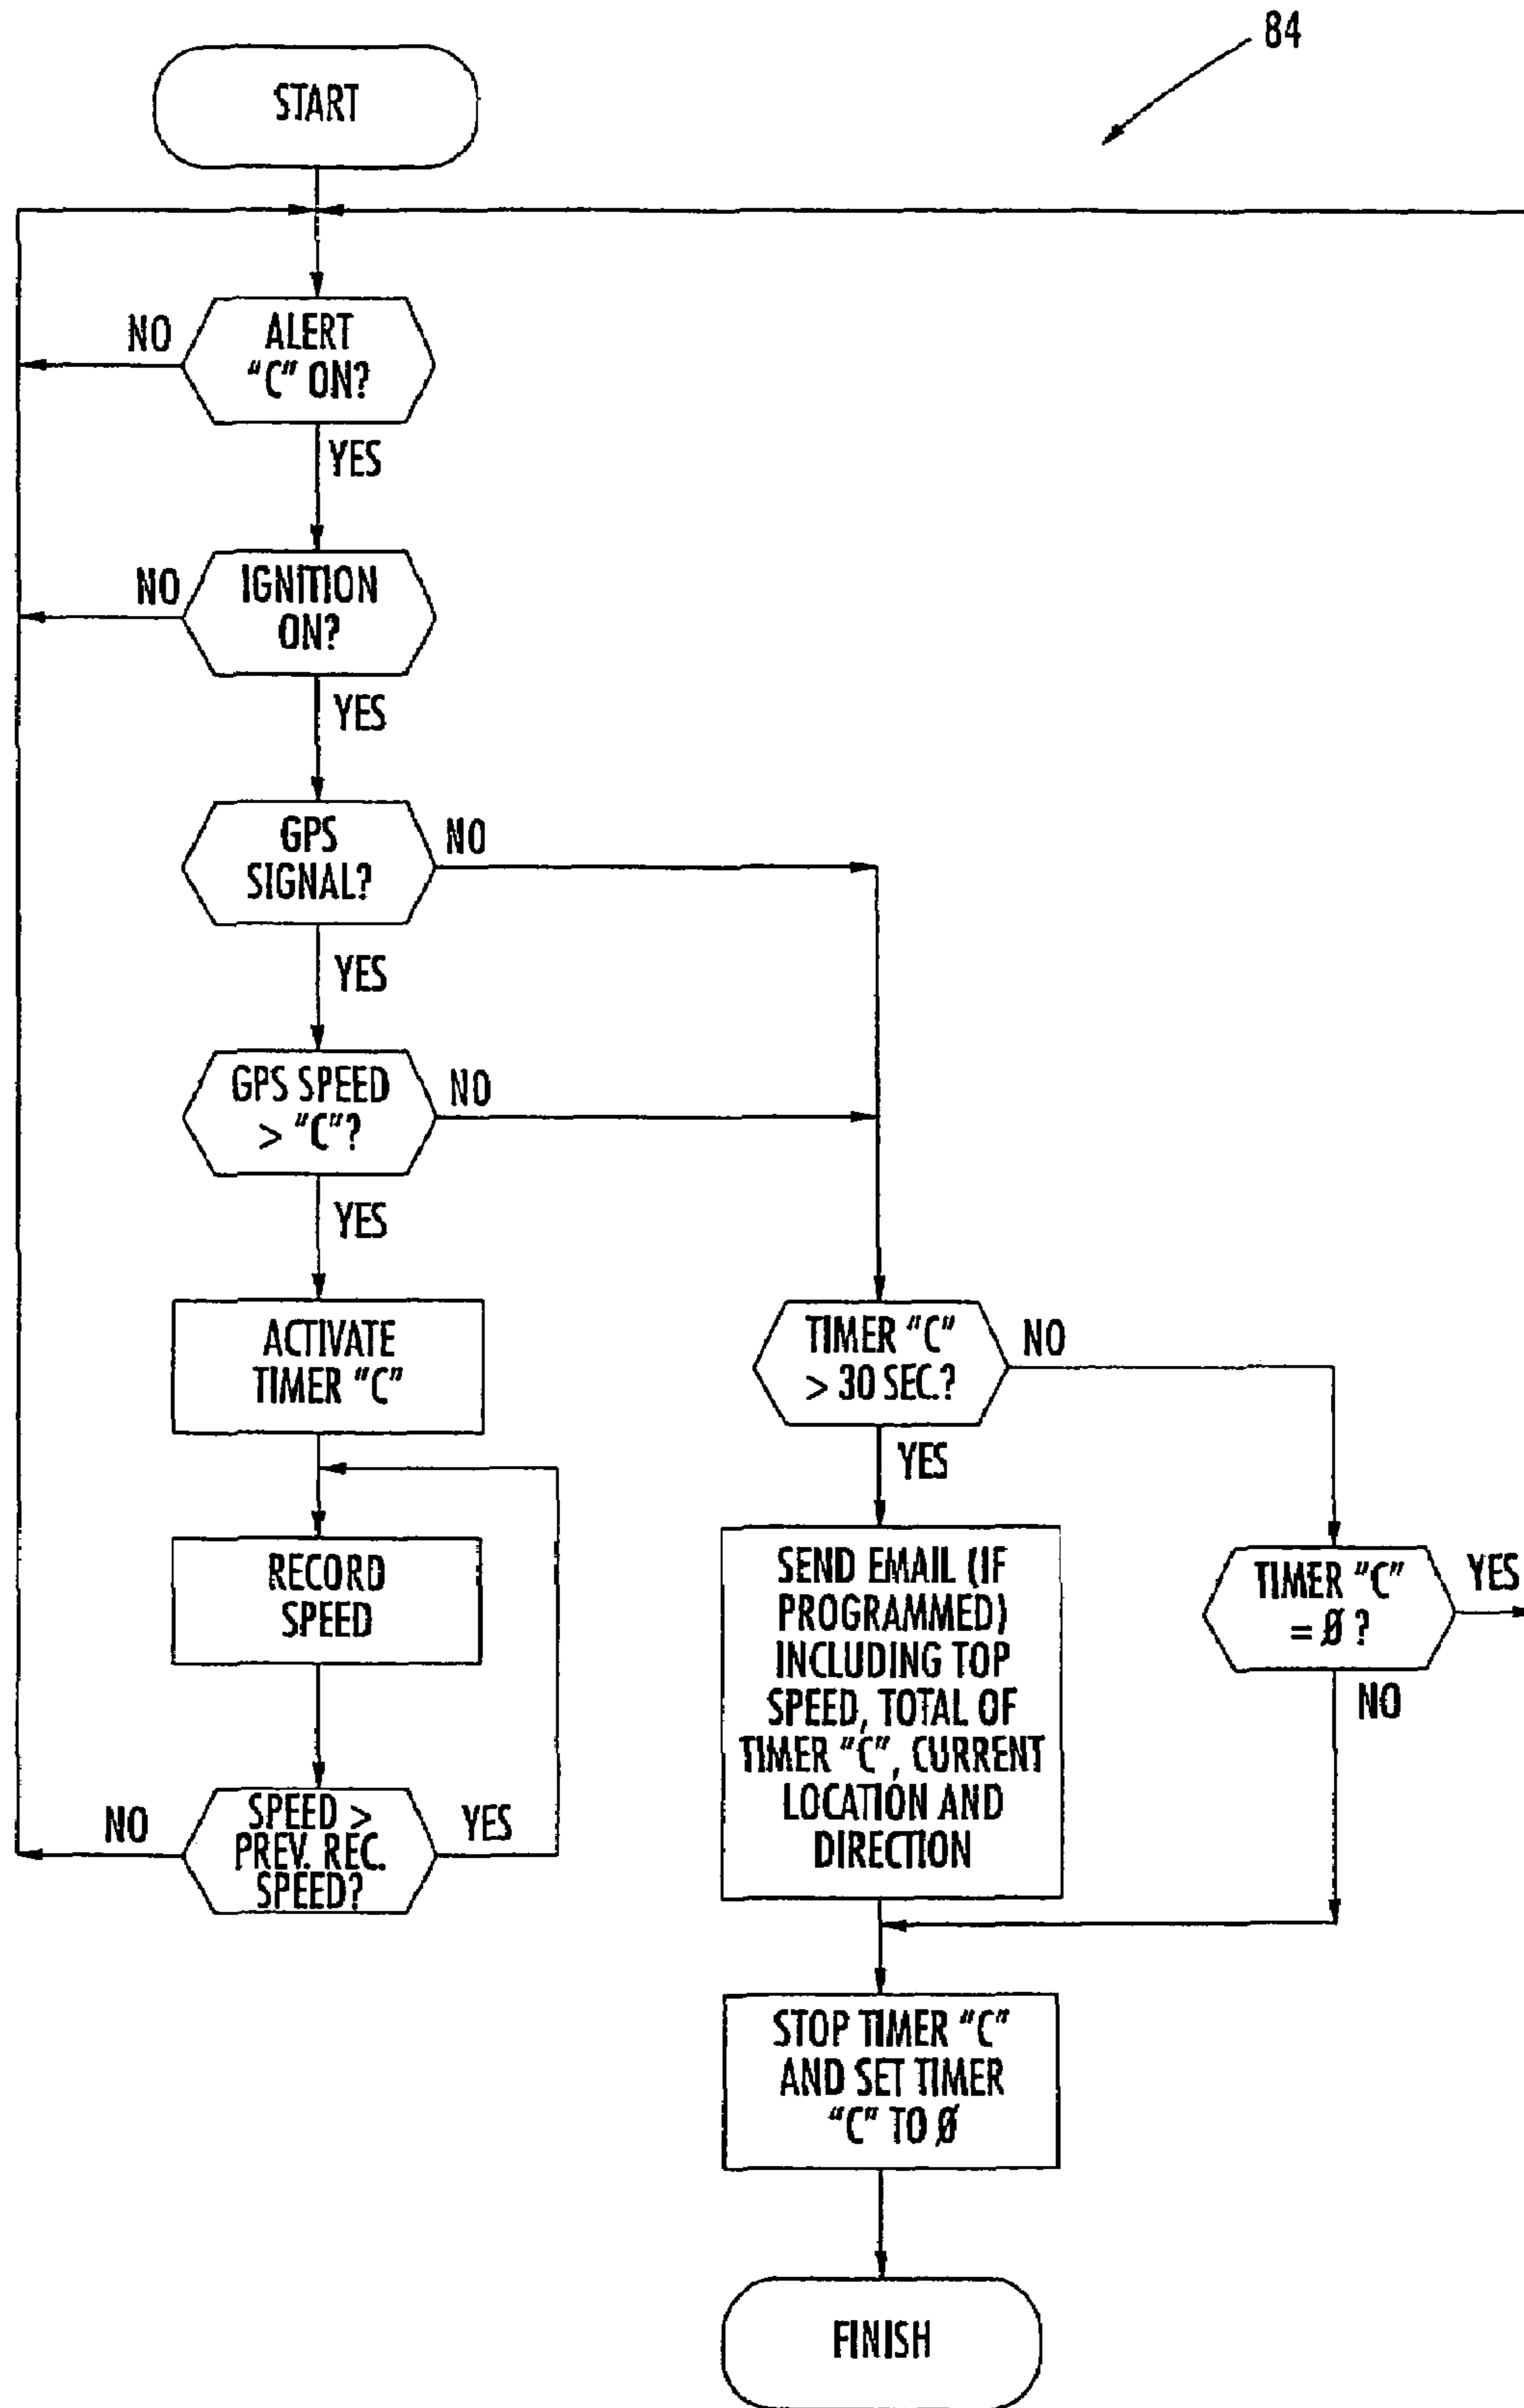 84
START
ALERT
"C" ON?
NO
YES
IGNITION
ON?
NO
YES
GPS
SIGNAL?
NO
YES
GPS SPEED
> "C"?
NO
YES
ACTIVATE
TIMER "C"
RECORD
SPEED
SPEED >
PREV. REC.
SPEED?
NO
YES
TIMER "C"
> 30 SEC.?
NO
YES
SEND EMAIL (IF
PROGRAMMED)
INCLUDING TOP
SPEED, TOTAL OF
TIMER "C", CURRENT
LOCATION AND
DIRECTION
TIMER "C"
= Ø ?
YES
NO
STOP TIMER "C"
AND SET TIMER
"C" TO Ø
FINISH